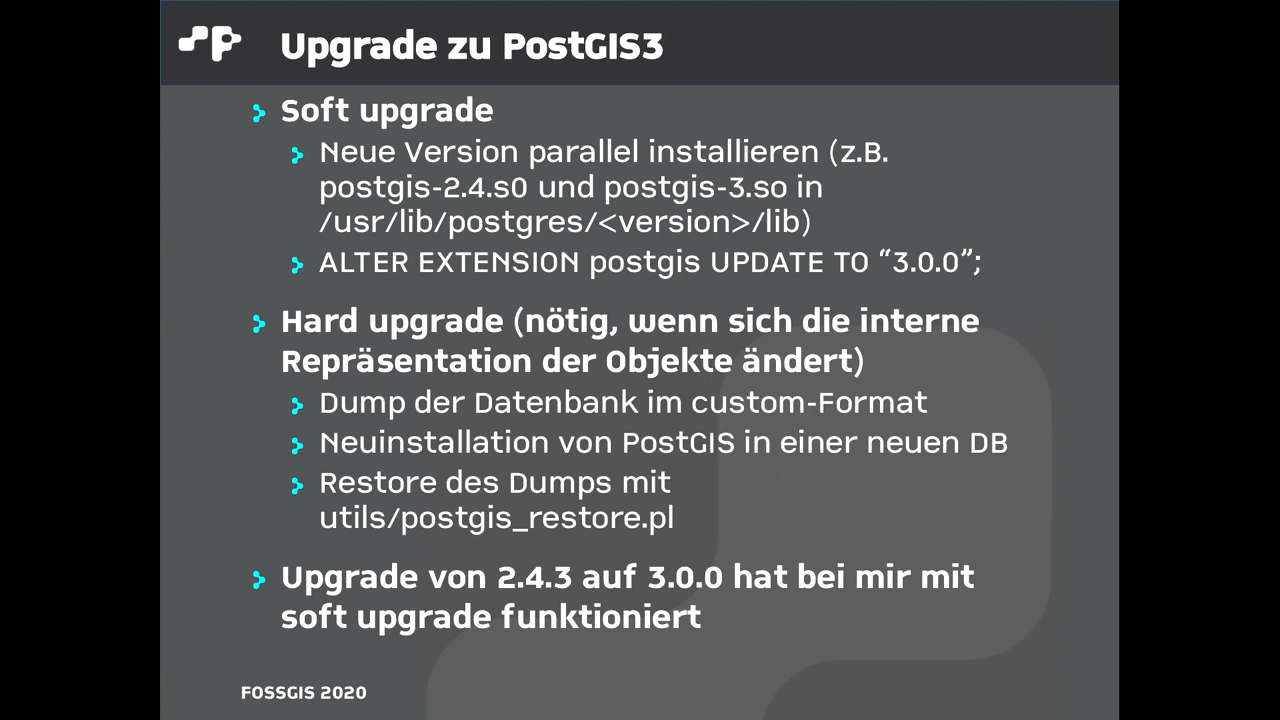 Upgrade zu PostGIS3
Soft upgrade
Neue Version parallel installieren (z.B.
postgis-2.4.s0 und postgis-3.so in
/usr/lib/postgres/<version>/lib)
ALTER EXTENSION postgis UPDATE TO “3.0.0”;
Hard upgrade (nötig, wenn sich die interne
Repräsentation der Objekte ändert)
Dump der Datenbank im custom-Format
Neuinstallation von PostGIS in einer neuen DB
Restore des Dumps mit
utils/postgis_restore.pl
Upgrade von 2.4.3 auf 3.0.0 hat bei mir mit
soft upgrade funktioniert
FOSSGIS 2020